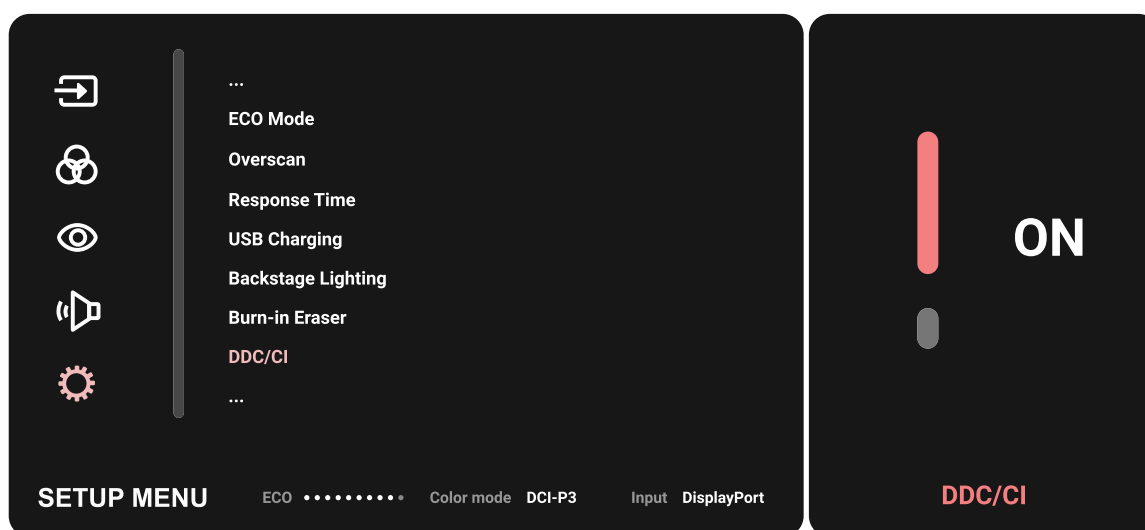 ...
ECO Mode
Overscan
Response Time
USB Charging
Backstage Lighting
Burn-in Eraser
DDC/CI
...
SETUP MENU ECO Color mode DCI-P3 Input DisplayPort
ON
DDC/CI